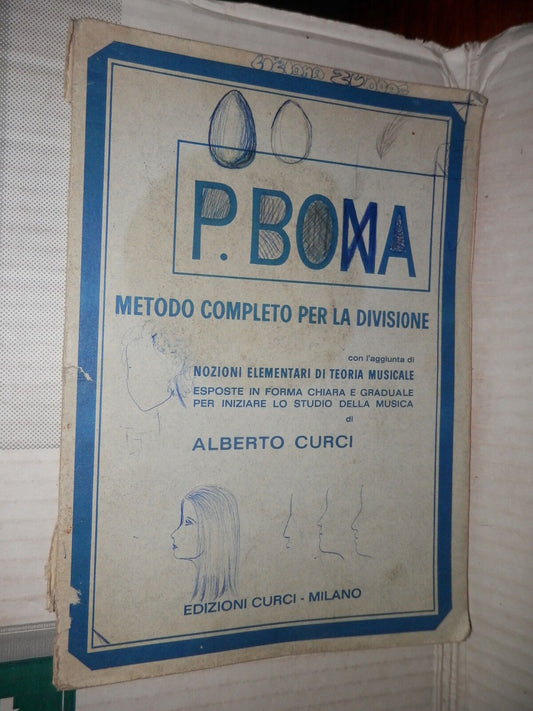 P. BONA
METODO COMPLETO PER LA DIVISIONE
con l'aggiunta di
NOZIONI ELEMENTARI DI TEORIA MUSICALE
ESPOSTE IN FORMA CHIARA E GRADUALE
PER INIZIARE LO STUDIO DELLA MUSICA
di
ALBERTO CURCI
EDIZIONI CURCI - MILANO